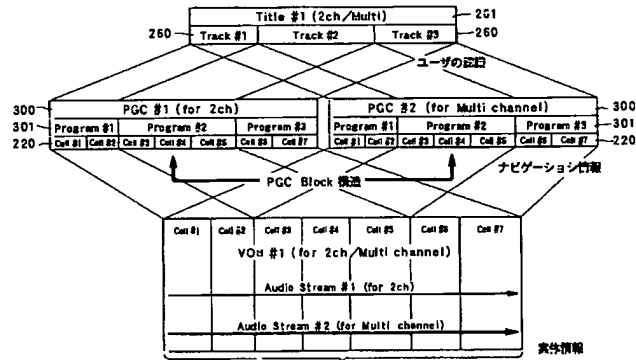 Title #1 (2ch/Multi)
261
260 Track #1 Track #2 Track #3 260
ユーザの認識
300 PGC #1 (for 2ch) PGC #2 (for Multi channel) 300
301 Program #1 Program #2 Program #3 Program #1 Program #2 Program #3 301
220 Cell #1 Cell #2 Cell #3 Cell #4 Cell #5 Cell #6 Cell #7 Cell #1 Cell #2 Cell #3 Cell #4 Cell #5 Cell #6 Cell #7 220
ナビゲーション情報
PGC Block 構造
Cell #1 Cell #2 Cell #3 Cell #4 Cell #5 Cell #6 Cell #7
#1 (for 2ch/Multi channel)
Audio Stream #1 (for 2ch)
Audio Stream #2 (for Multi channel)
実体情報